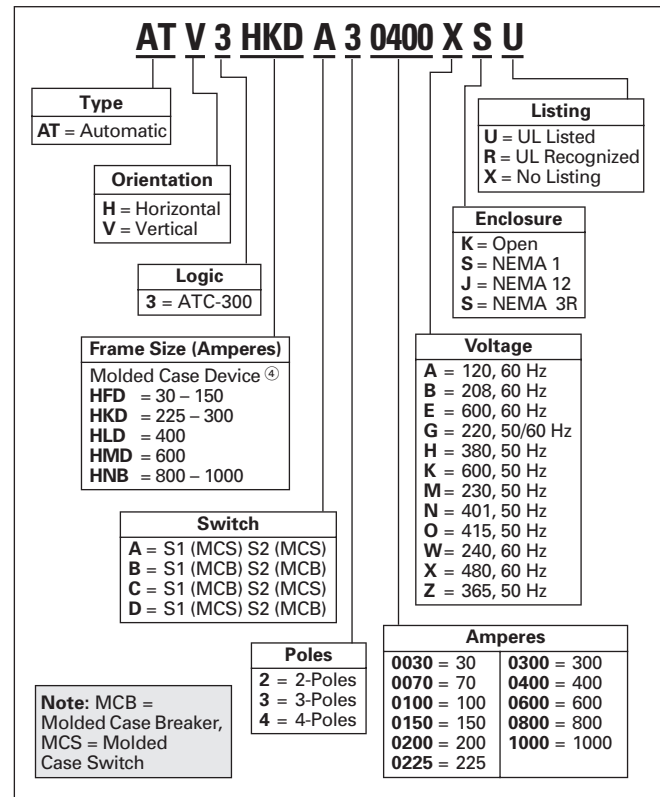 AT V 3 HKD A 3 0400 X S U
Type
AT = Automatic
Orientation
H = Horizontal
V = Vertical
Logic
3 = ATC-300
Frame Size (Amperes)
Molded Case Device ④
HFD = 30 – 150
HKD = 225 – 300
HLD = 400
HMD = 600
HNB = 800 – 1000
Switch
A = S1 (MCS) S2 (MCS)
B = S1 (MCB) S2 (MCB)
C = S1 (MCB) S2 (MCS)
D = S1 (MCS) S2 (MCB)
Poles
2 = 2-Poles
3 = 3-Poles
4 = 4-Poles
Note: MCB =
Molded Case Breaker,
MCS = Molded
Case Switch
Listing
U = UL Listed
R = UL Recognized
X = No Listing
Enclosure
K = Open
S = NEMA 1
J = NEMA 12
S = NEMA 3R
Voltage
A = 120, 60 Hz
B = 208, 60 Hz
E = 600, 60 Hz
G = 220, 50/60 Hz
H = 380, 50 Hz
K = 600, 50 Hz
M = 230, 50 Hz
N = 401, 50 Hz
O = 415, 50 Hz
W = 240, 60 Hz
X = 480, 60 Hz
Z = 365, 50 Hz
Amperes
0030 = 30
0070 = 70
0100 = 100
0150 = 150
0200 = 200
0225 = 225
0300 = 300
0400 = 400
0600 = 600
0800 = 800
1000 = 1000